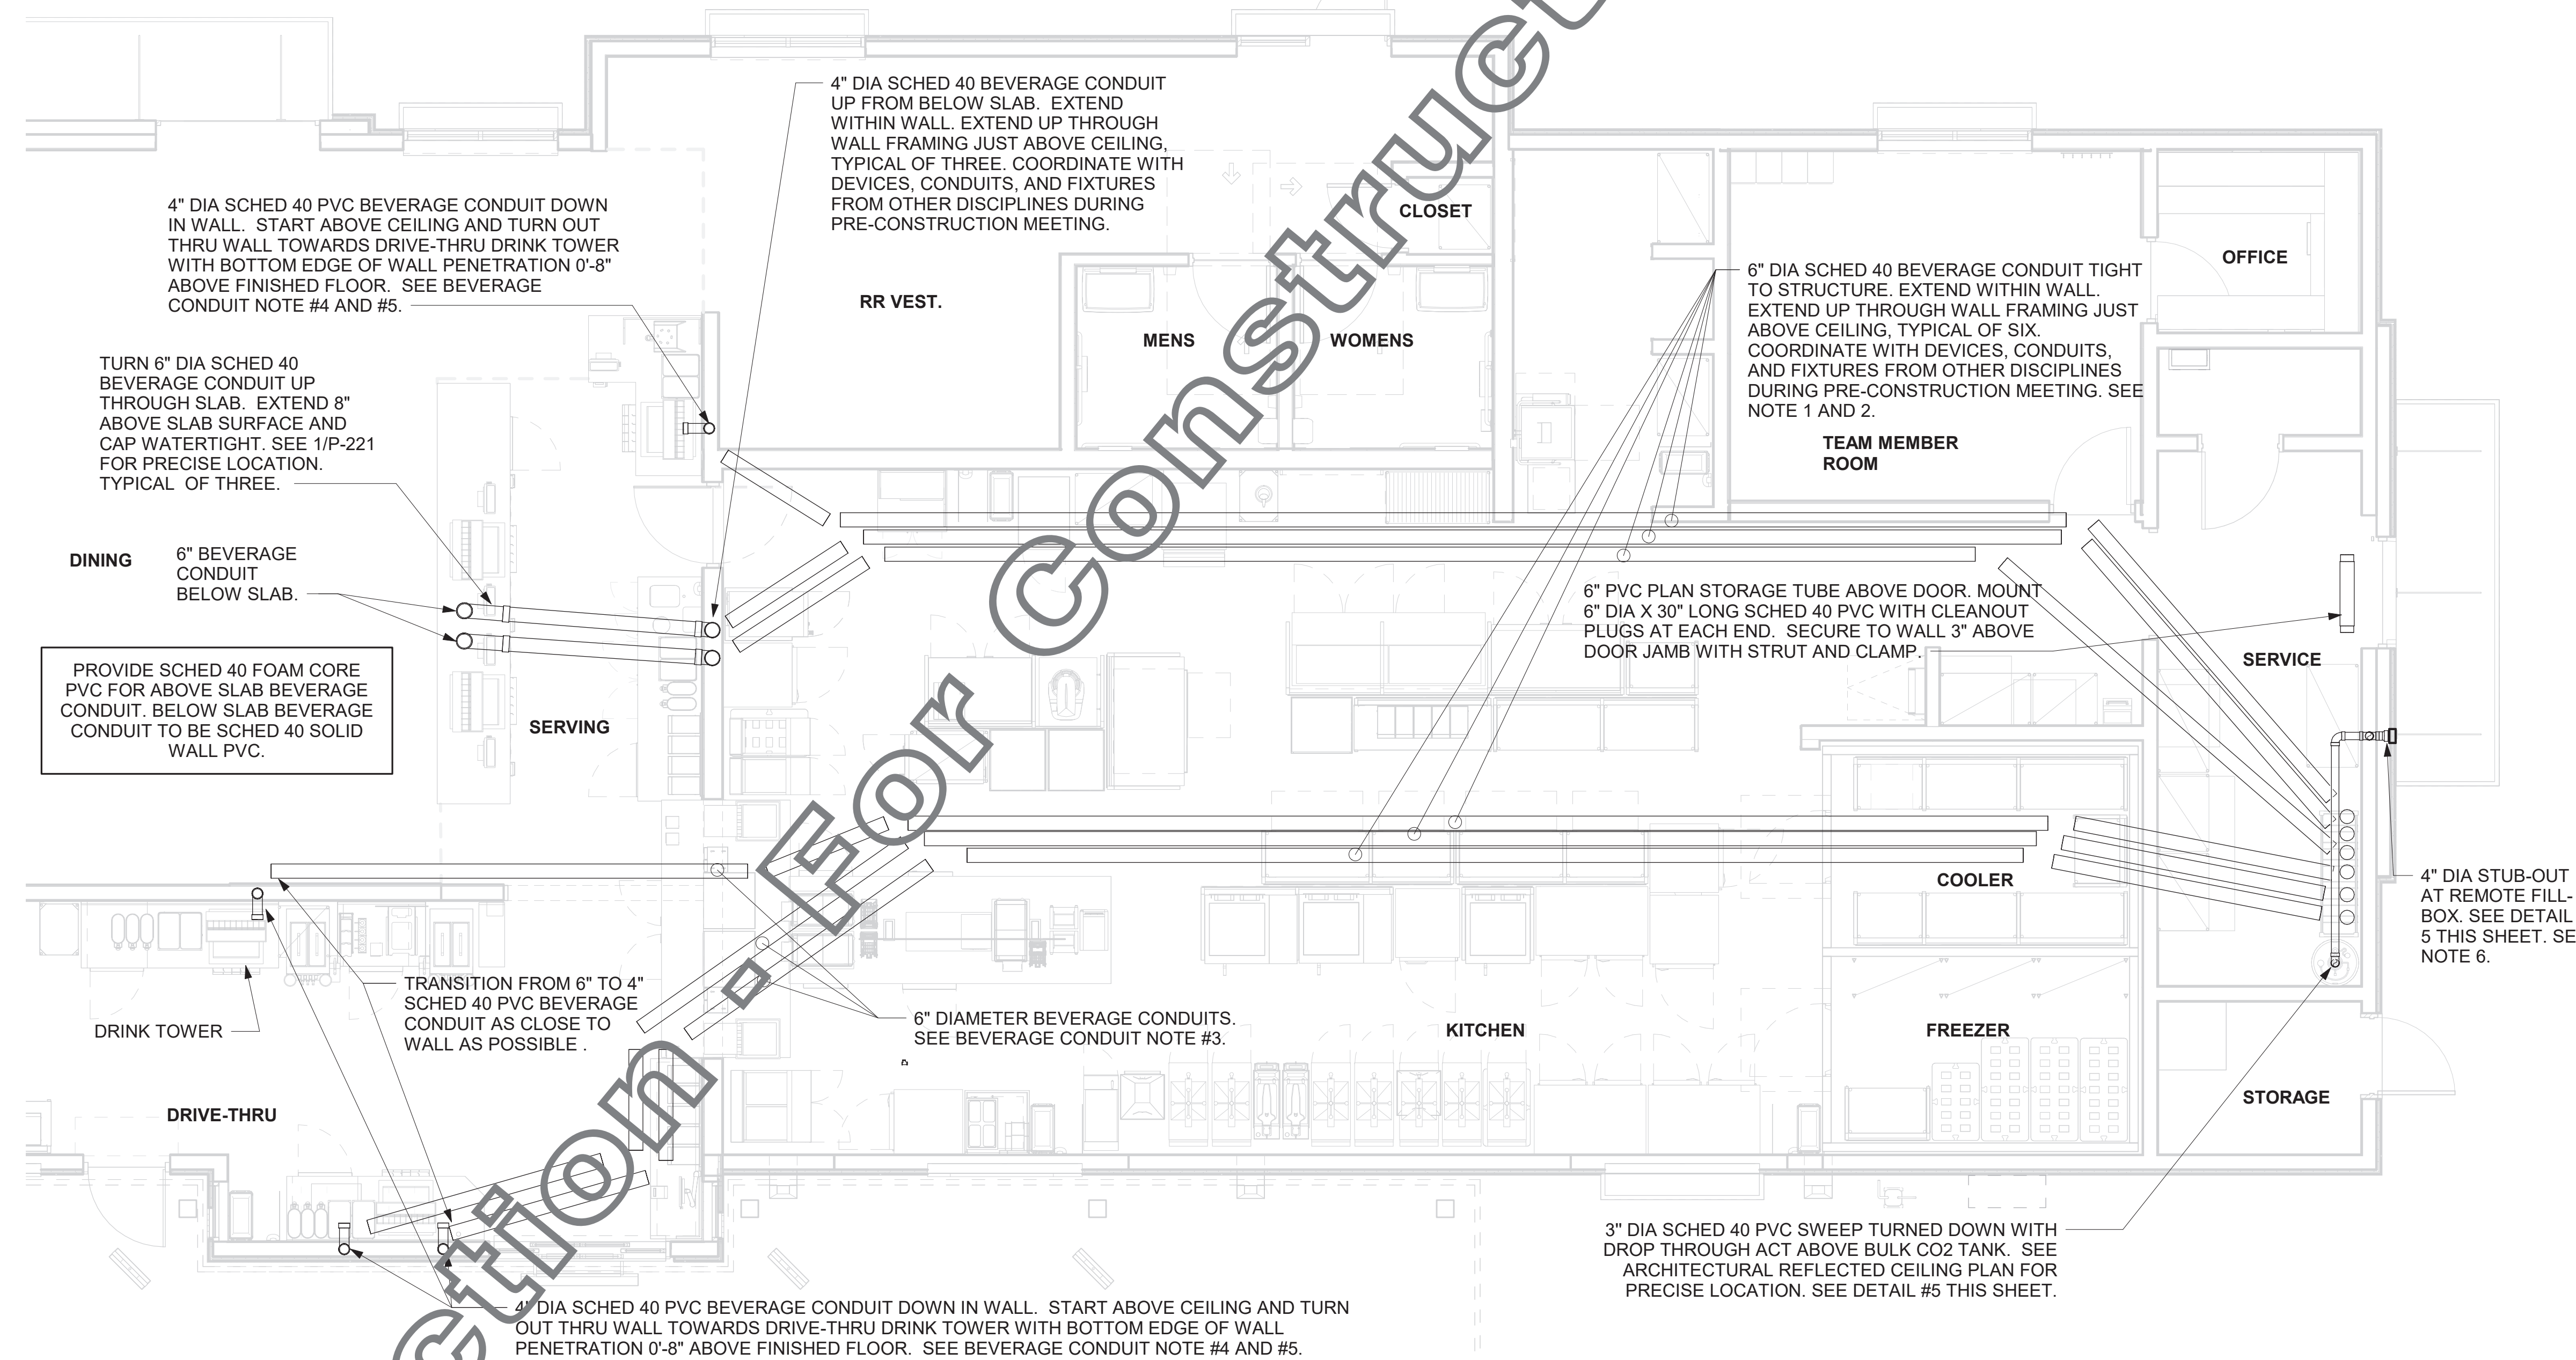 4" DIA SCHED 40 BEVERAGE CONDUIT
UP FROM BELOW SLAB. EXTEND
WITHIN WALL. EXTEND UP THROUGH
WALL FRAMING JUST ABOVE CEILING,
TYPICAL OF THREE. COORDINATE WITH
DEVICES, CONDUITS, AND FIXTURES
FROM OTHER DISCIPLINES DURING
PRE-CONSTRUCTION MEETING.
4" DIA SCHED 40 PVC BEVERAGE CONDUIT DOWN
IN WALL. START ABOVE CEILING AND TURN OUT
THRU WALL TOWARDS DRIVE-THRU DRINK TOWER
WITH BOTTOM EDGE OF WALL PENETRATION 0'-8"
ABOVE FINISHED FLOOR. SEE BEVERAGE
CONDUIT NOTE #4 AND #5.
CLOSET
OFFICE
RR VEST.
MENS
WOMENS
6" DIA SCHED 40 BEVERAGE CONDUIT TIGHT
TO STRUCTURE. EXTEND WITHIN WALL.
EXTEND UP THROUGH WALL FRAMING JUST
ABOVE CEILING, TYPICAL OF SIX.
COORDINATE WITH DEVICES, CONDUITS,
AND FIXTURES FROM OTHER DISCIPLINES
DURING PRE-CONSTRUCTION MEETING. SEE
NOTE 1 AND 2.
TEAM MEMBER
ROOM
TURN 6" DIA SCHED 40
BEVERAGE CONDUIT UP
THROUGH SLAB. EXTEND 8"
ABOVE SLAB SURFACE AND
CAP WATERTIGHT. SEE 1/P-221
FOR PRECISE LOCATION.
TYPICAL OF THREE.
DINING
6" BEVERAGE
CONDUIT
BELOW SLAB.
6" PVC PLAN STORAGE TUBE ABOVE DOOR. MOUNT
6" DIA X 30" LONG SCHED 40 PVC WITH CLEANOUT
PLUGS AT EACH END. SECURE TO WALL 3" ABOVE
DOOR JAMB WITH STRUT AND CLAMP.
SERVICE
PROVIDE SCHED 40 FOAM CORE
PVC FOR ABOVE SLAB BEVERAGE
CONDUIT. BELOW SLAB BEVERAGE
CONDUIT TO BE SCHED 40 SOLID
WALL PVC.
SERVING
COOLER
4" DIA STUB-OUT
AT REMOTE FILL-
BOX. SEE DETAIL
5 THIS SHEET. SE
NOTE 6.
TRANSITION FROM 6" TO 4"
SCHED 40 PVC BEVERAGE
CONDUIT AS CLOSE TO
WALL AS POSSIBLE .
DRINK TOWER
6" DIAMETER BEVERAGE CONDUITS.
SEE BEVERAGE CONDUIT NOTE #3.
KITCHEN
FREEZER
STORAGE
DRIVE-THRU
3" DIA SCHED 40 PVC SWEEP TURNED DOWN WITH
DROP THROUGH ACT ABOVE BULK CO2 TANK. SEE
ARCHITECTURAL REFLECTED CEILING PLAN FOR
PRECISE LOCATION. SEE DETAIL #5 THIS SHEET.
4" DIA SCHED 40 PVC BEVERAGE CONDUIT DOWN IN WALL. START ABOVE CEILING AND TURN
OUT THRU WALL TOWARDS DRIVE-THRU DRINK TOWER WITH BOTTOM EDGE OF WALL
PENETRATION 0'-8" ABOVE FINISHED FLOOR. SEE BEVERAGE CONDUIT NOTE #4 AND #5.
ction - For Construct